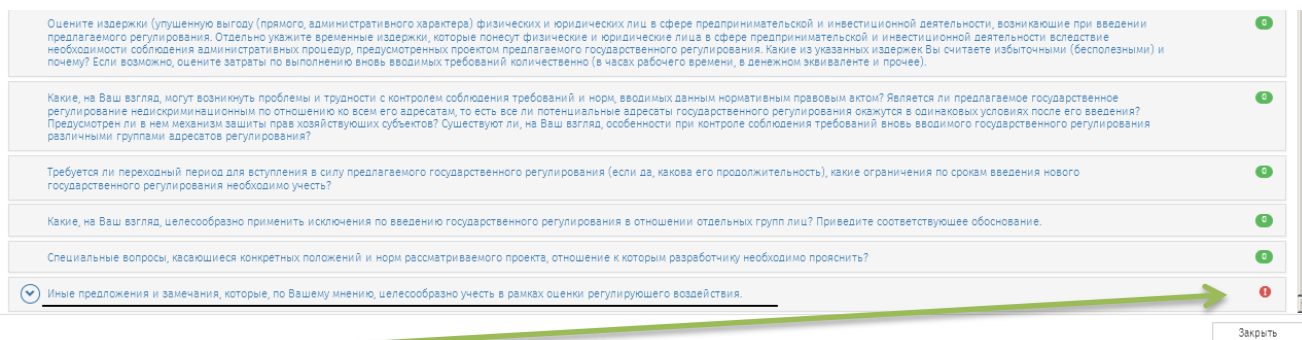 Оцените издержки (упущенную выгоду (прямого, административного характера) физических и юридических лиц в сфере предпринимательской и инвестиционной деятельности, возникающие при введении
предлагаемого регулирования. Отдельно укажите временные издержки, которые понесут физические и юридические лица в сфере предпринимательской и инвестиционной деятельности вследствие
необходимости соблюдения административных процедур, предусмотренных проектом предлагаемого государственного регулирования. Какие из указанных издержек Вы считаете избыточными (бесполезными) и
почему? Если возможно, оцените затраты по выполнению вновь вводимых требований количественно (в часах рабочего времени, в денежном эквиваленте и прочее).
0
Какие, на Ваш взгляд, могут возникнуть проблемы и трудности с контролем соблюдения требований и норм, вводимых данным нормативным правовым актом? Является ли предлагаемое государственное
регулирование недискриминационным по отношению ко всем его адресатам, то есть все ли потенциальные адресаты государственного регулирования окажутся в одинаковых условиях после его введения?
Предусмотрен ли в нем механизм защиты прав хозяйствующих субъектов? Существуют ли, на Ваш взгляд, особенности при контроле соблюдения требований вновь вводимого государственного регулирования
различными группами адресатов регулирования?
0
Требуется ли переходный период для вступления в силу предлагаемого государственного регулирования (если да, какова его продолжительность), какие ограничения по срокам введения нового
государственного регулирования необходимо учесть?
0
Какие, на Ваш взгляд, целесообразно применить исключения по введению государственного регулирования в отношении отдельных групп лиц? Приведите соответствующее обоснование.
0
Специальные вопросы, касающиеся конкретных положений и норм рассматриваемого проекта, отношение к которым разработчику необходимо прояснить?
0
Иные предложения и замечания, которые, по Вашему мнению, целесообразно учесть в рамках оценки регулирующего воздействия.
Закрыть